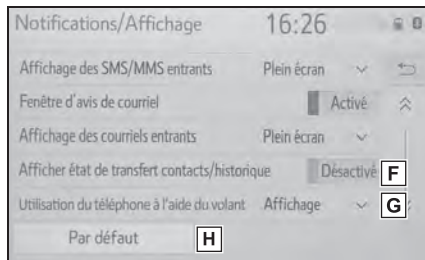 Notifications/Affichage 16:26
Affichage des SMS/MMS entrants Plein écran
Fenêtre d'avis de courriel Activé
Affichage des courriels entrants Plein écran
Afficher état de transfert contacts/historique Désactivé F
Utilisation du téléphone à l'aide du volant Affichage G
Par défaut H